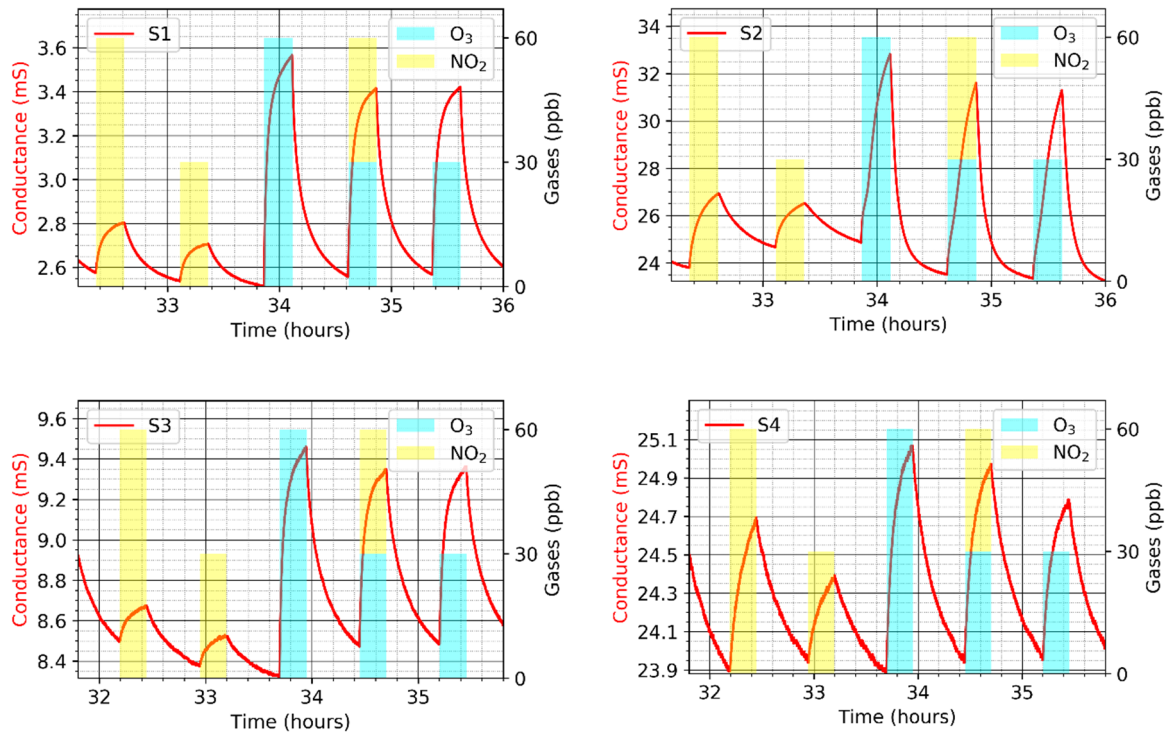 S1
O3
NO2
3.6
3.4
3.2
3.0
2.8
2.6
Conductance (mS)
60
30
0
Gases (ppb)
33
34
35
36
Time (hours)
S2
O3
NO2
34
32
30
28
26
24
Conductance (mS)
60
30
0
Gases (ppb)
33
34
35
36
Time (hours)
S3
O3
NO2
9.6
9.4
9.2
9.0
8.8
8.6
8.4
Conductance (mS)
60
30
0
Gases (ppb)
32
33
34
35
Time (hours)
S4
O3
NO2
25.1
24.9
24.7
24.5
24.3
24.1
23.9
Conductance (mS)
60
30
0
Gases (ppb)
32
33
34
35
Time (hours)